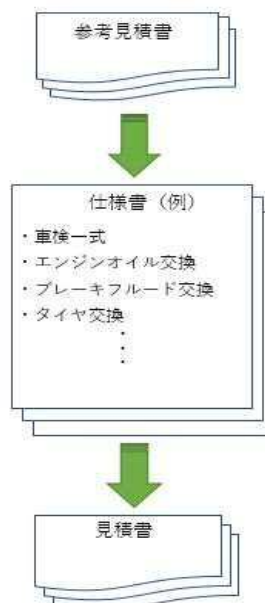 参考見積書
仕様書（例）
・車検一式
・エンジンオイル交換
・ブレーキフルード交換
・タイヤ交換
・
・
・
見積書